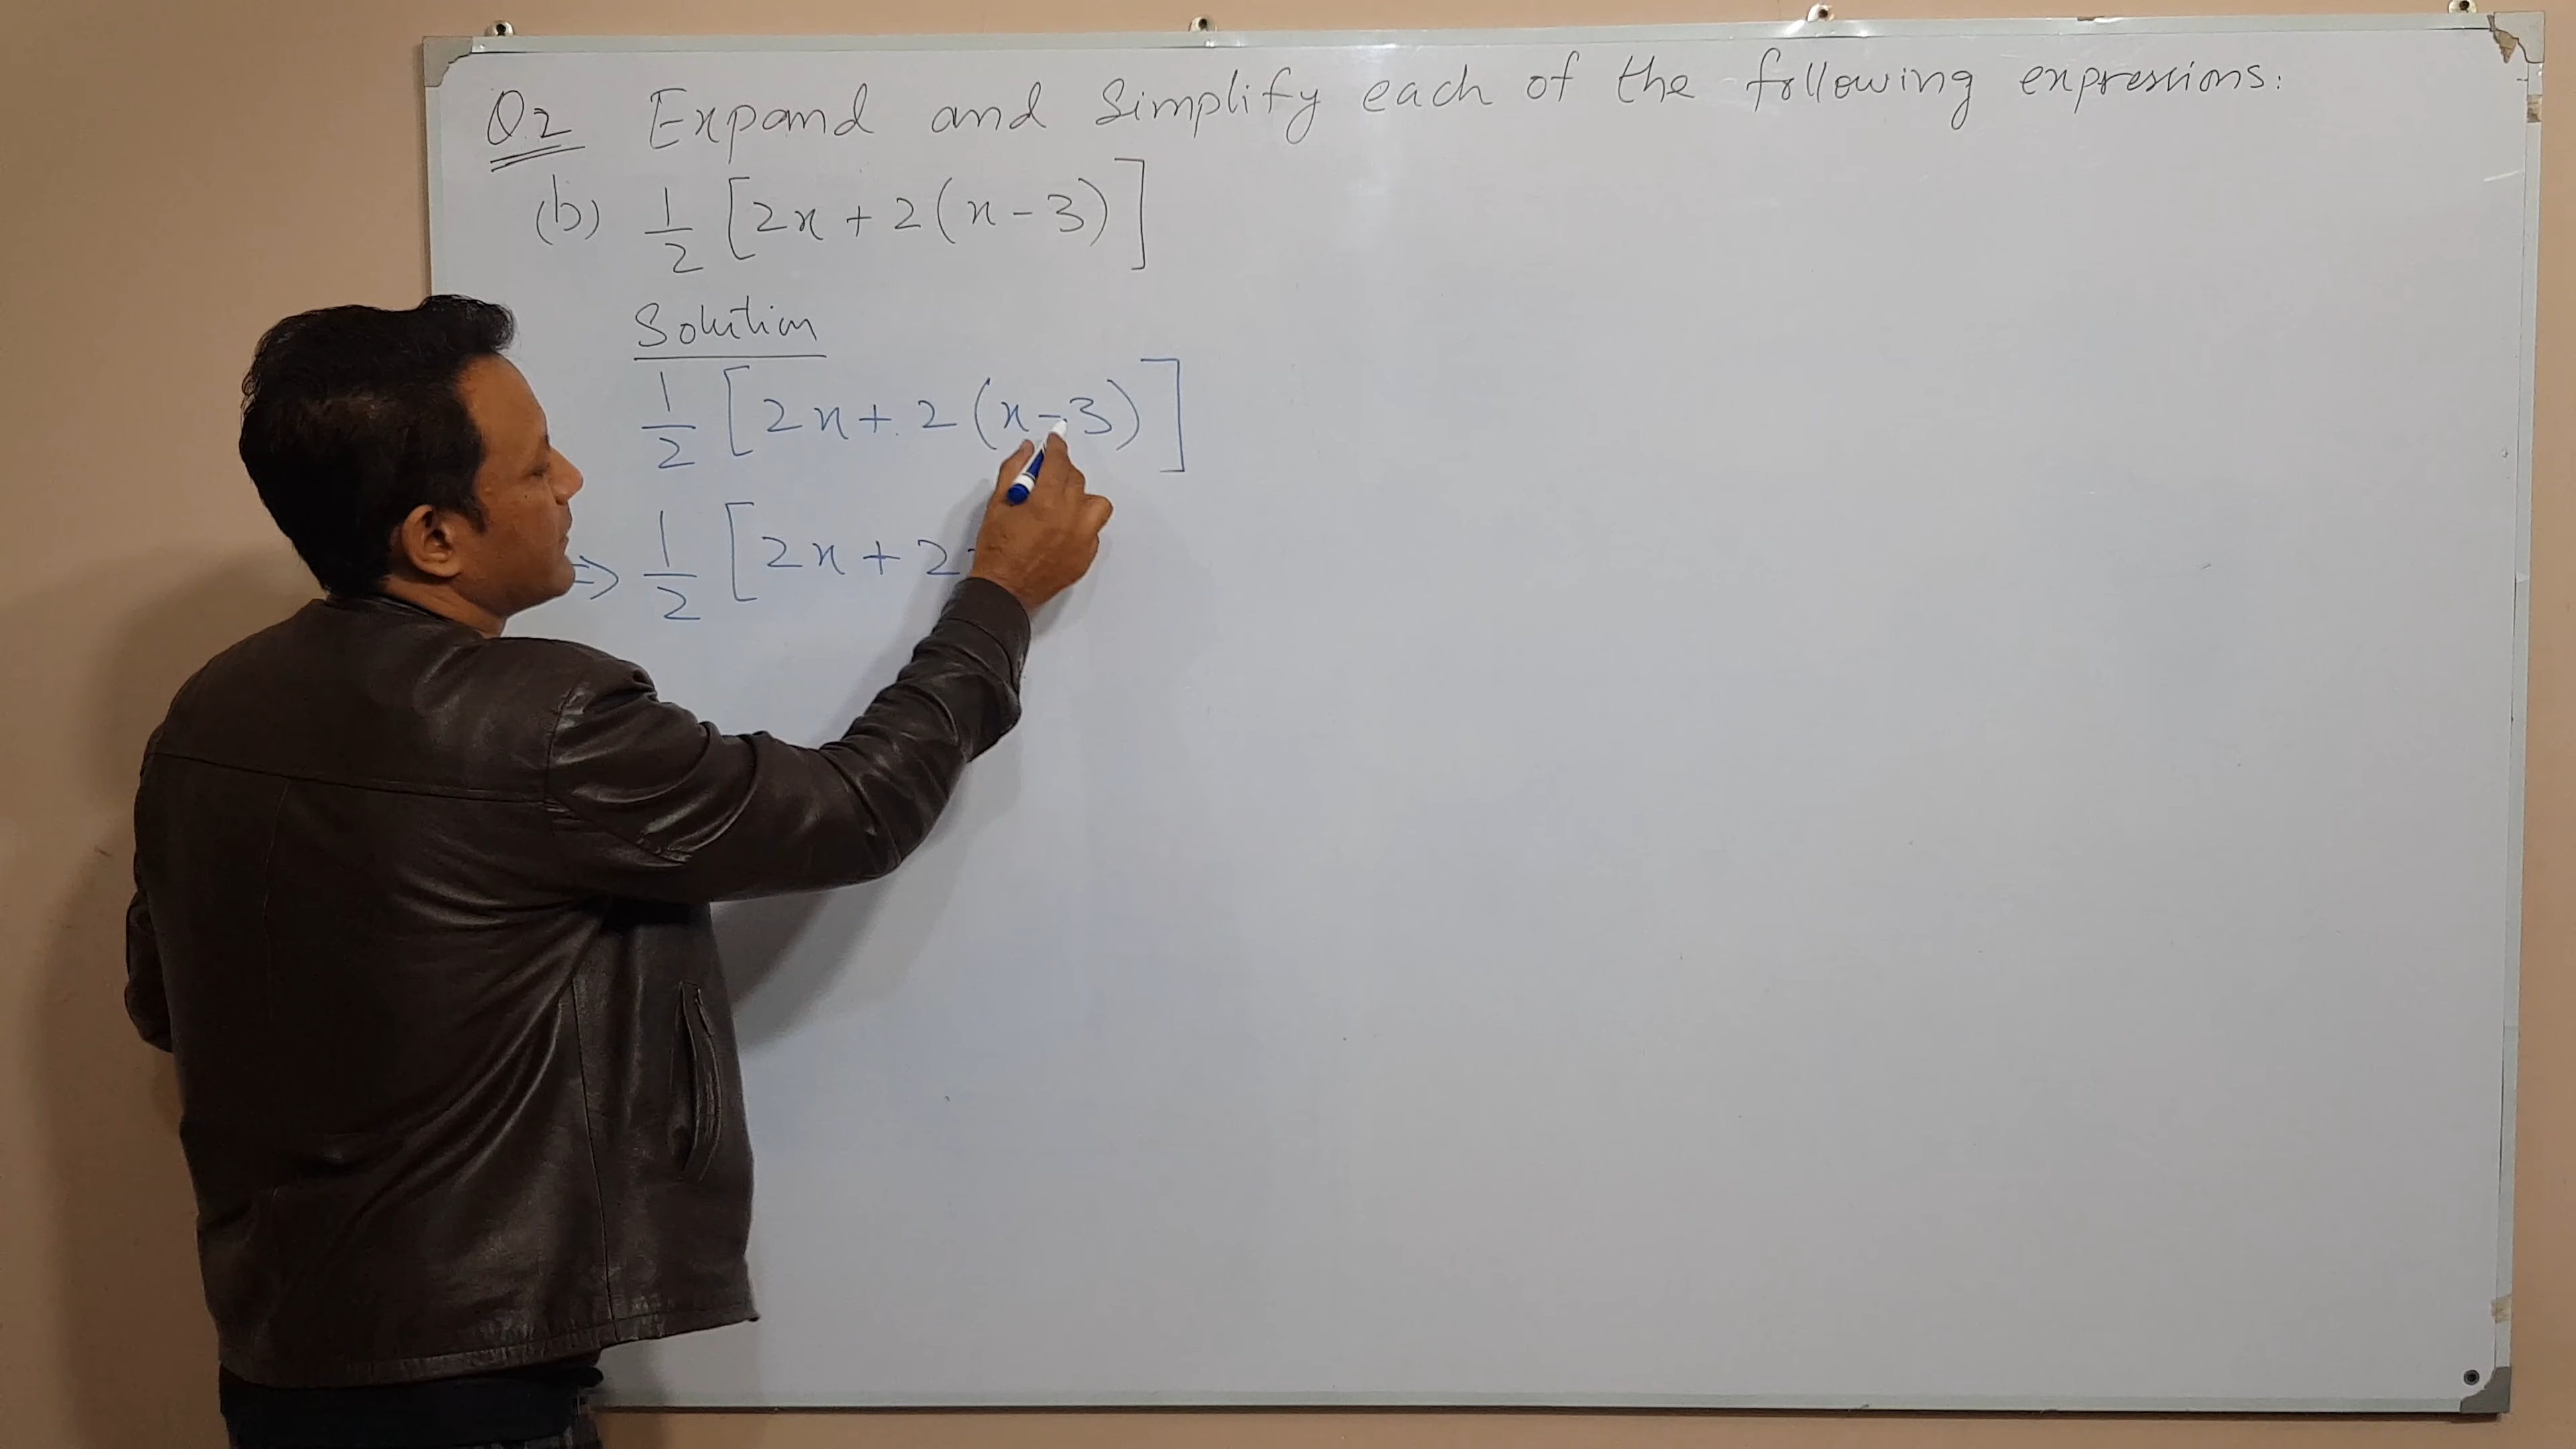 Q.2 Expand and Simplify each of the following expressions:
(b) 1/2 [2x + 2(x - 3)]
Solution
1/2 [2x + 2(x - 3)]
⇒ 1/2 [2x + 2